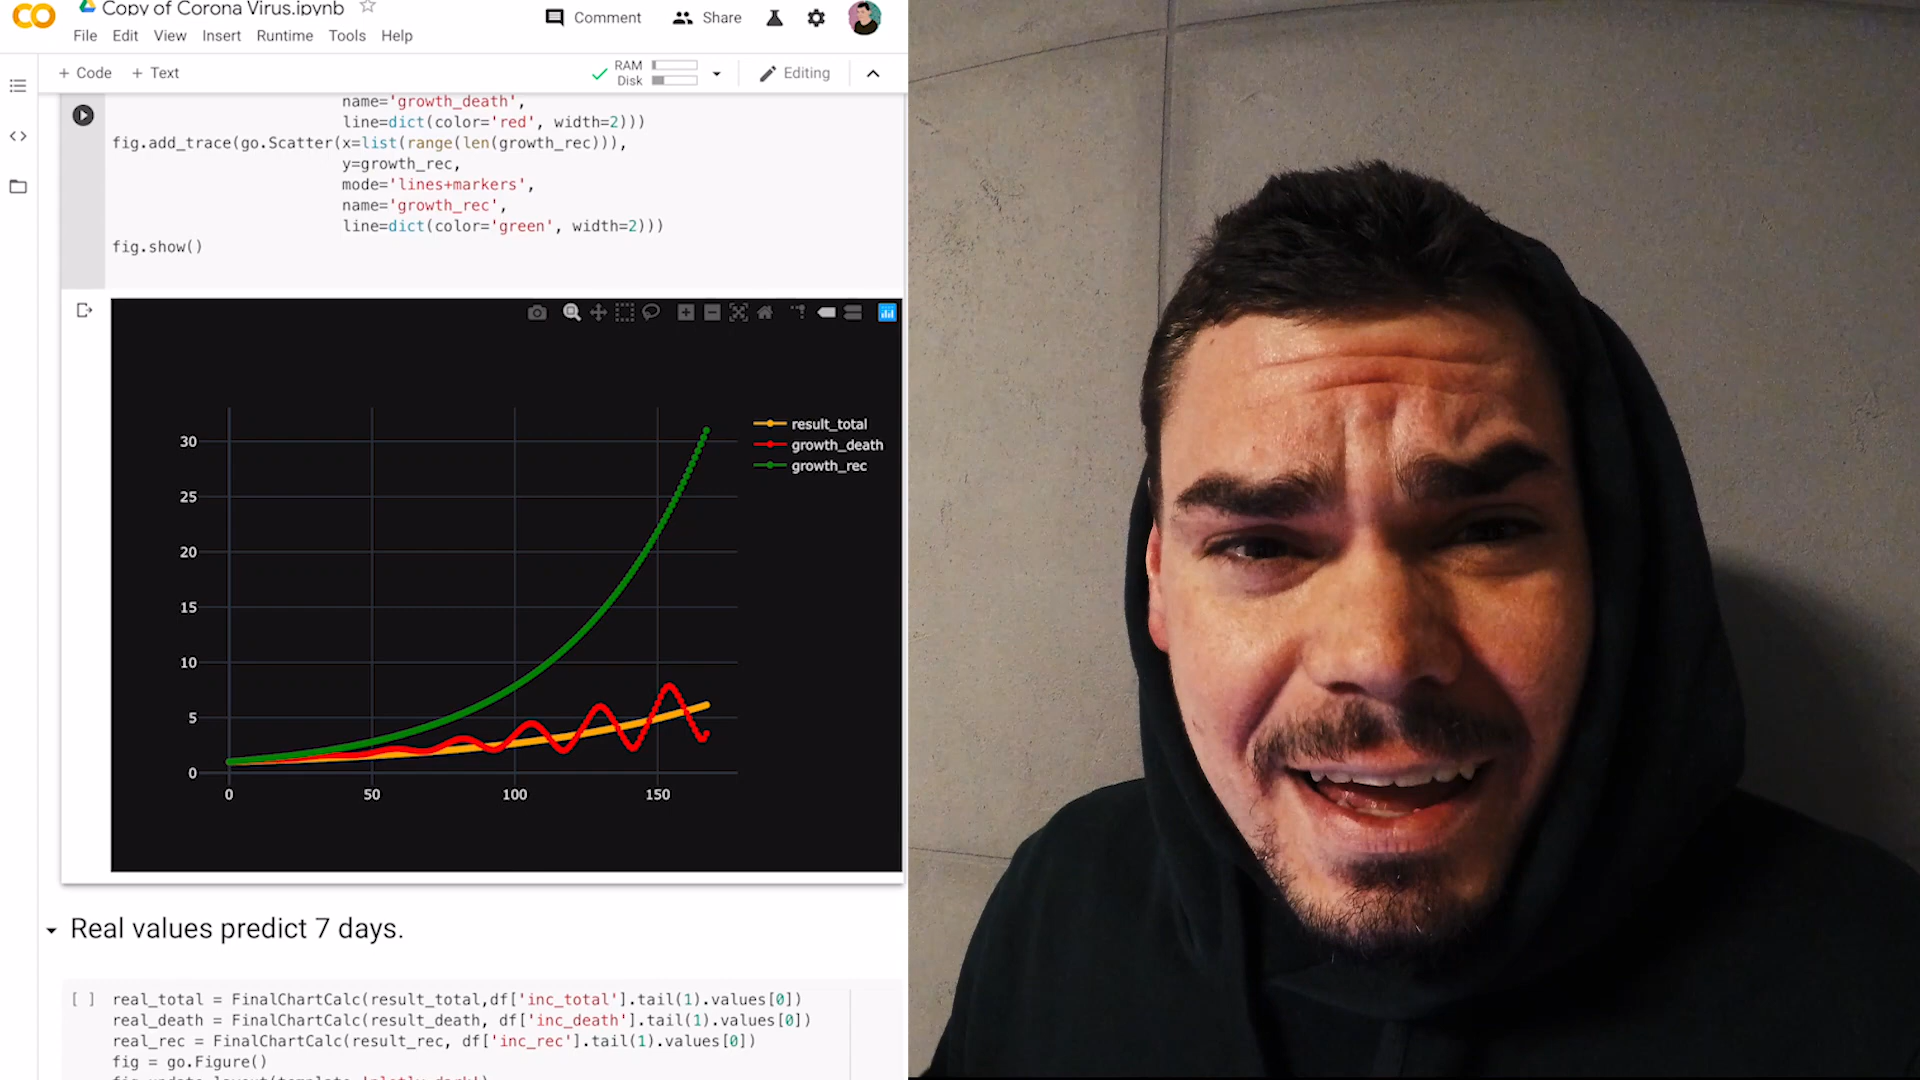 Copy of Corona Virus.ipynb
Comment
Share
File Edit View Insert Runtime Tools Help
+ Code + Text
RAM
Disk
Editing
name='growth_death',
line=dict(color='red', width=2)))
fig.add_trace(go.Scatter(x=list(range(len(growth_rec))),
y=growth_rec,
mode='lines+markers',
name='growth_rec',
line=dict(color='green', width=2)))
fig.show()
result_total
growth_death
growth_rec
30
25
20
15
10
5
0
0 50 100 150
Real values predict 7 days.
[ ] real_total = FinalChartCalc(result_total,df['inc_total'].tail(1).values[0])
real_death = FinalChartCalc(result_death, df['inc_death'].tail(1).values[0])
real_rec = FinalChartCalc(result_rec, df['inc_rec'].tail(1).values[0])
fig = go.Figure()